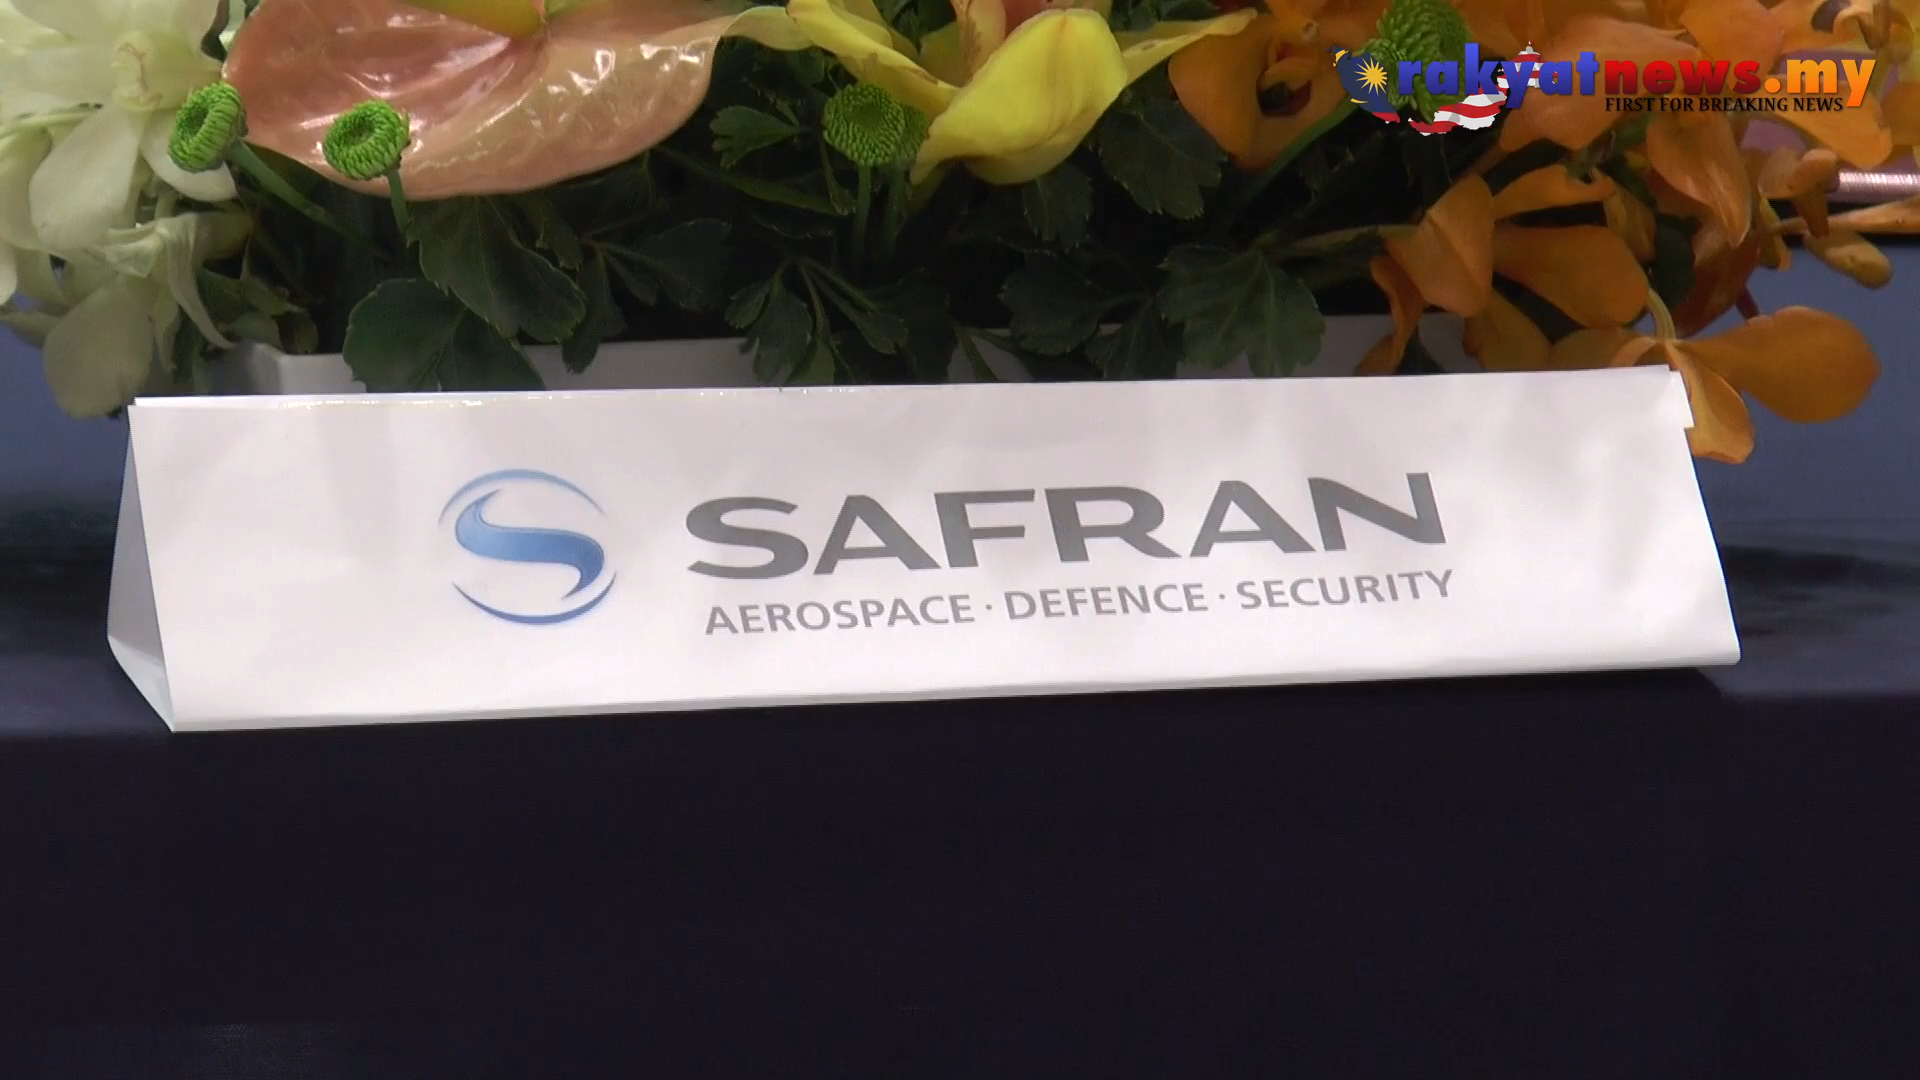 rakyatnews.my
FIRST FOR BREAKING NEWS
SAFRAN
AEROSPACE · DEFENCE · SECURITY